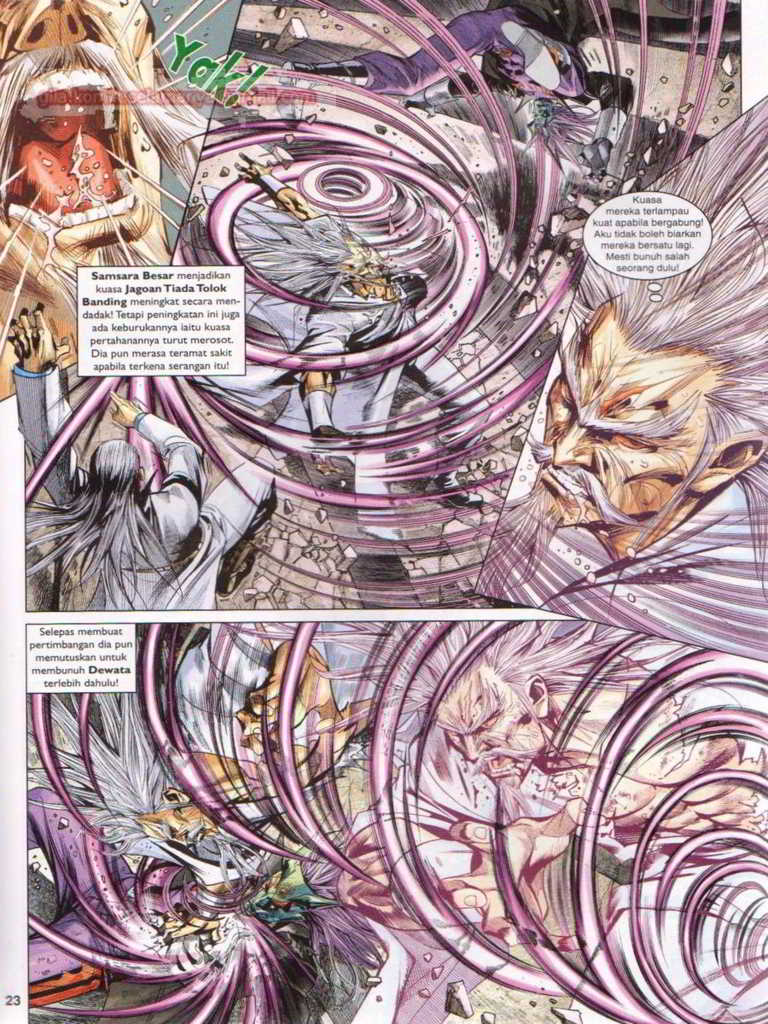 Yak!
Samsara Besar menjadikan
kuasa Jagoan Tiada Tolok
Banding meningkat secara men-
dadak! Tetapi peningkatan ini juga
ada keburukannya iaitu kuasa
pertahanannya turut merosot.
Dia pun merasa teramat sakit
apabila terkena serangan itu!
Kuasa
mereka terlampau
kuat apabila bergabung!
Aku tidak boleh biarkan
mereka bersatu lagi.
Mesti bunuh salah
seorang dulu!
Selepas membuat
pertimbangan dia pun
memutuskan untuk
membunuh Dewata
terlebih dahulu!
23